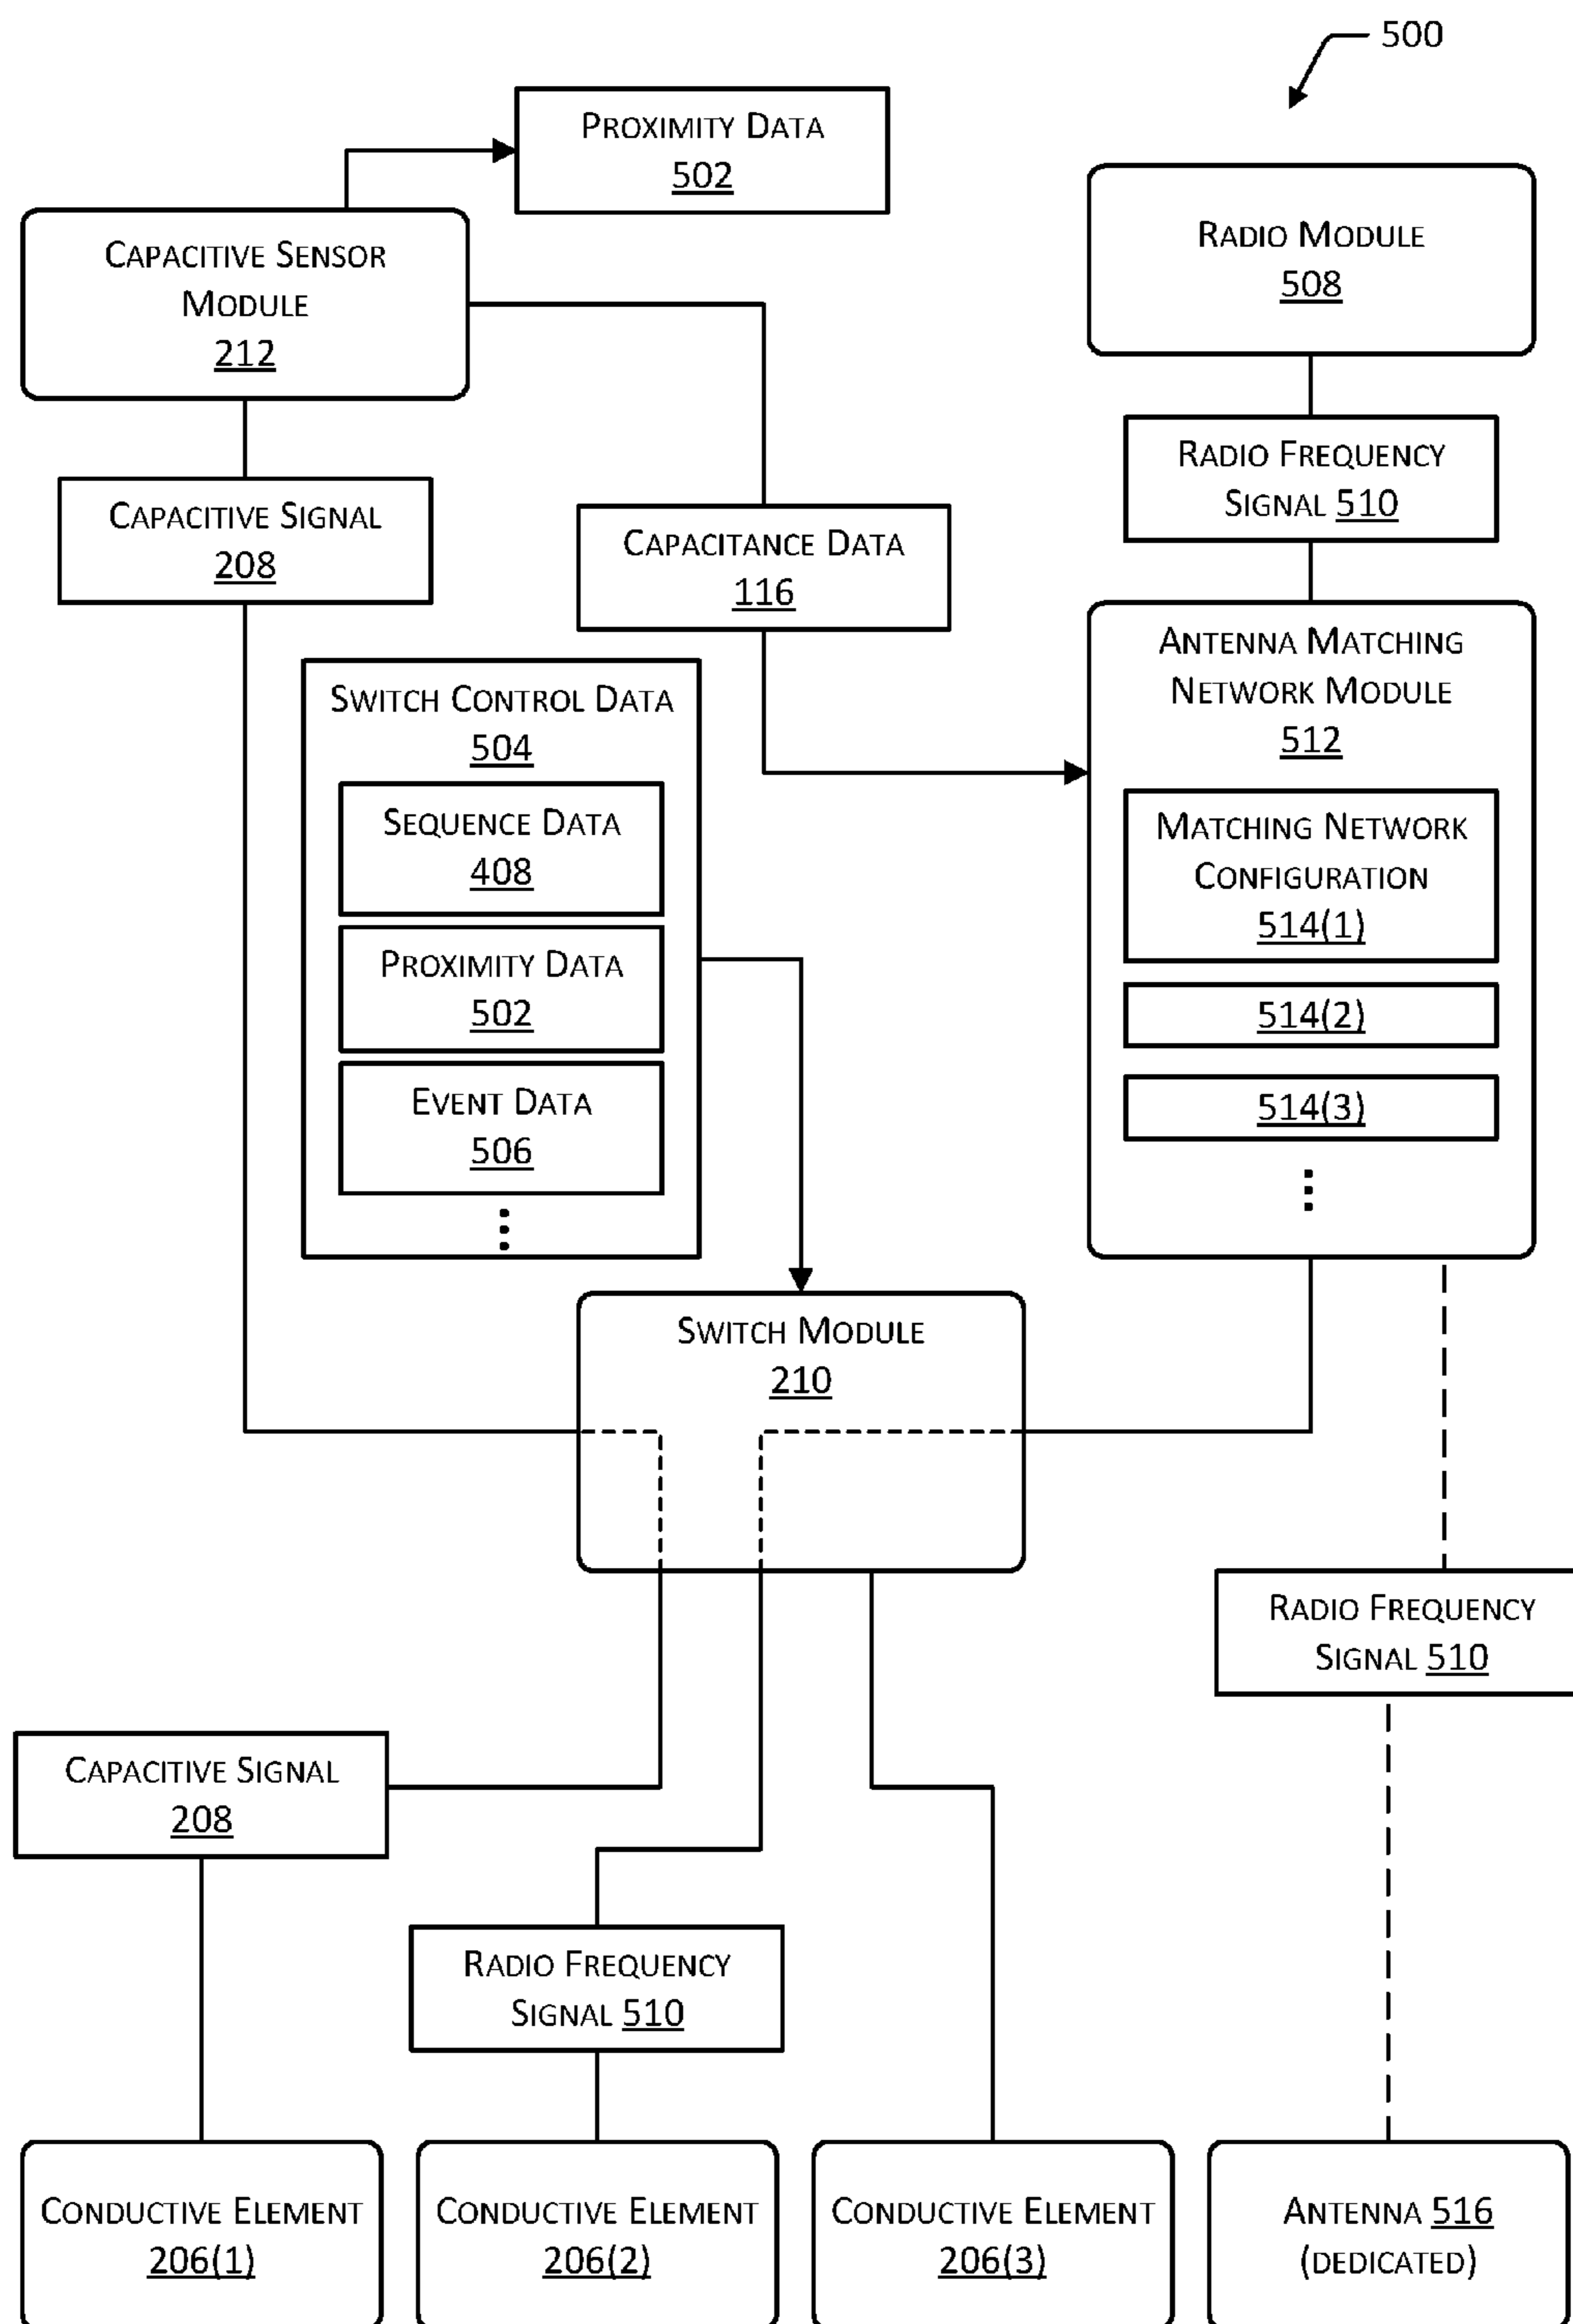 500
PROXIMITY DATA
502
CAPACITIVE SENSOR
MODULE
212
RADIO MODULE
508
CAPACITIVE SIGNAL
208
CAPACITANCE DATA
116
RADIO FREQUENCY
SIGNAL 510
SWITCH CONTROL DATA
504
SEQUENCE DATA
408
PROXIMITY DATA
502
EVENT DATA
506
ANTENNA MATCHING
NETWORK MODULE
512
MATCHING NETWORK
CONFIGURATION
514(1)
514(2)
514(3)
SWITCH MODULE
210
RADIO FREQUENCY
SIGNAL 510
CAPACITIVE SIGNAL
208
RADIO FREQUENCY
SIGNAL 510
CONDUCTIVE ELEMENT
206(1)
CONDUCTIVE ELEMENT
206(2)
CONDUCTIVE ELEMENT
206(3)
ANTENNA 516
(DEDICATED)